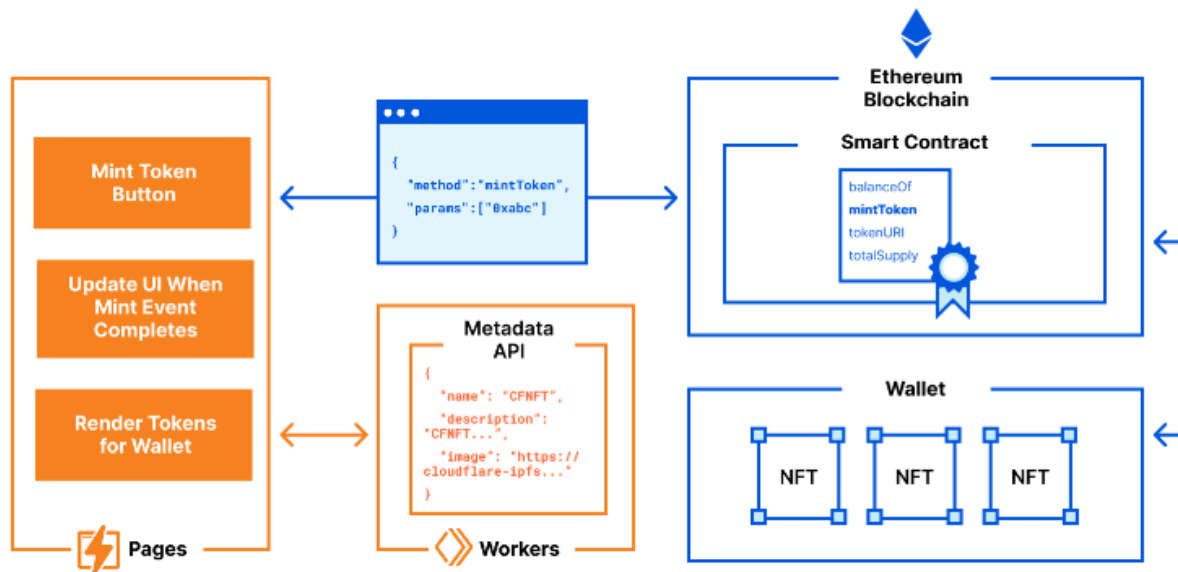 Mint Token
Button
Update UI When
Mint Event
Completes
Render Tokens
for Wallet
Pages
{
"method":"mintToken",
"params":["0xabc"]
}
Metadata
API
{
"name": "CFNFT",
"description":
"CFNFT...",
"image": "https://
cloudflare-ipfs..."
}
Workers
Ethereum
Blockchain
Smart Contract
balanceOf
mintToken
tokenURI
totalSupply
Wallet
NFT
NFT
NFT